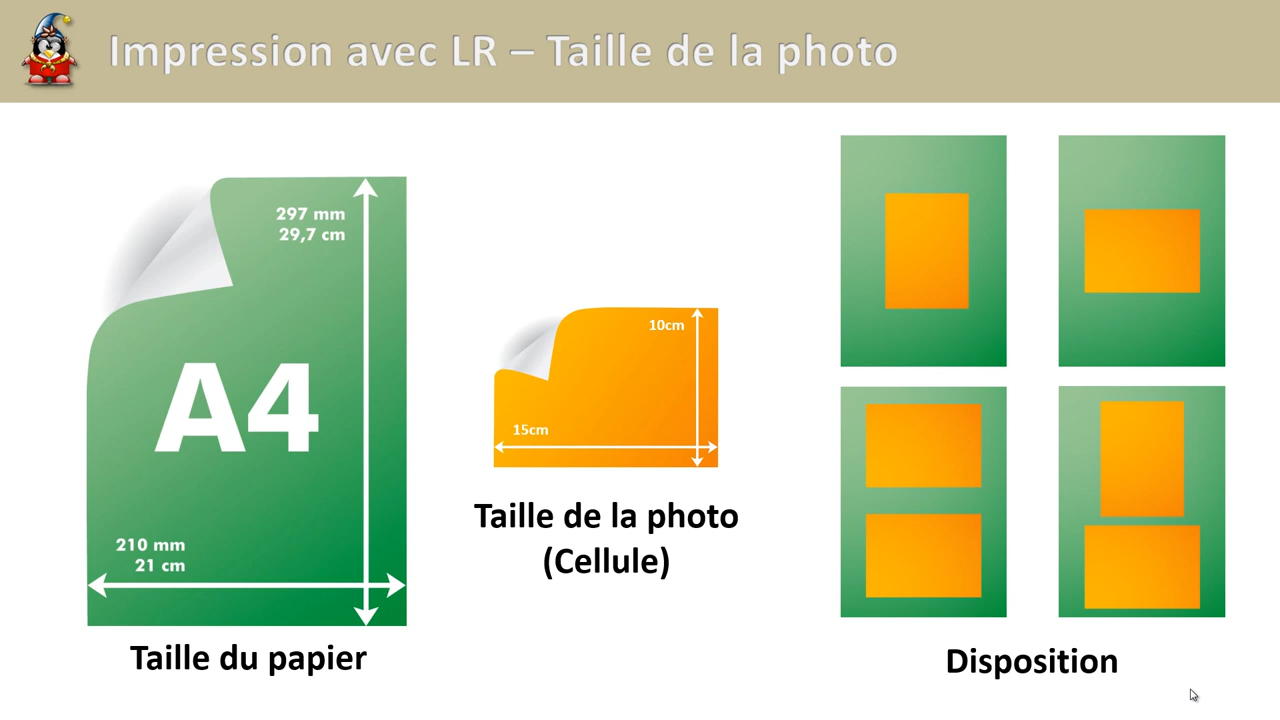 Impression avec LR – Taille de la photo
297 mm
29,7 cm
A4
210 mm
21 cm
Taille du papier
10cm
15cm
Taille de la photo
(Cellule)
Disposition